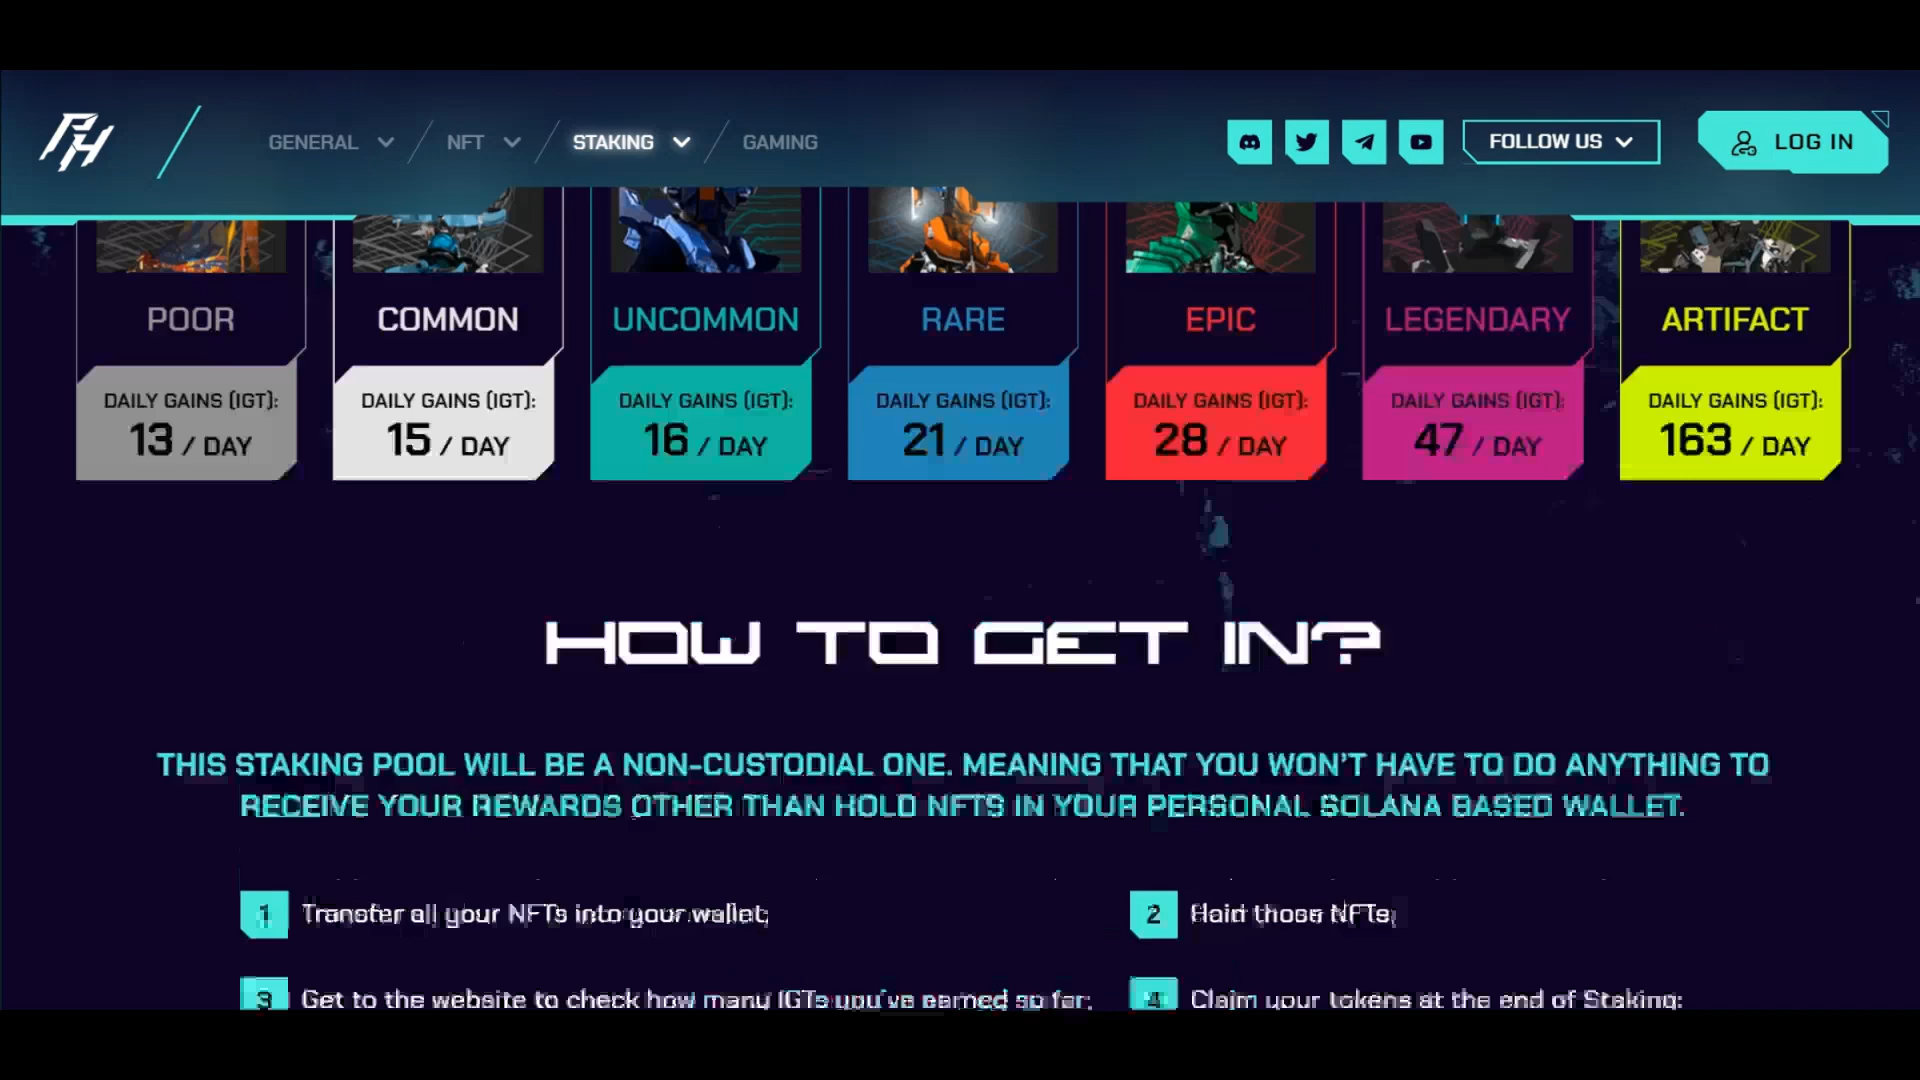 PH
GENERAL NFT STAKING GAMING FOLLOW US LOG IN
POOR COMMON UNCOMMON RARE EPIC LEGENDARY ARTIFACT
DAILY GAINS (IGT): DAILY GAINS (IGT): DAILY GAINS (IGT): DAILY GAINS (IGT): DAILY GAINS (IGT): DAILY GAINS (IGT): DAILY GAINS (IGT):
13 / DAY 15 / DAY 16 / DAY 21 / DAY 28 / DAY 47 / DAY 163 / DAY
HOW TO GET IN?
THIS STAKING POOL WILL BE A NON-CUSTODIAL ONE. MEANING THAT YOU WON'T HAVE TO DO ANYTHING TO
RECEIVE YOUR REWARDS OTHER THAN HOLD NFTS IN YOUR PERSONAL SOLANA BASED WALLET.
1 Transfer all your NFTs into your wallet;
2 those NFTs;
3 Get to the website to check how many IGTs you've earned so far;
4 Claim your tokens at the end of Staking;